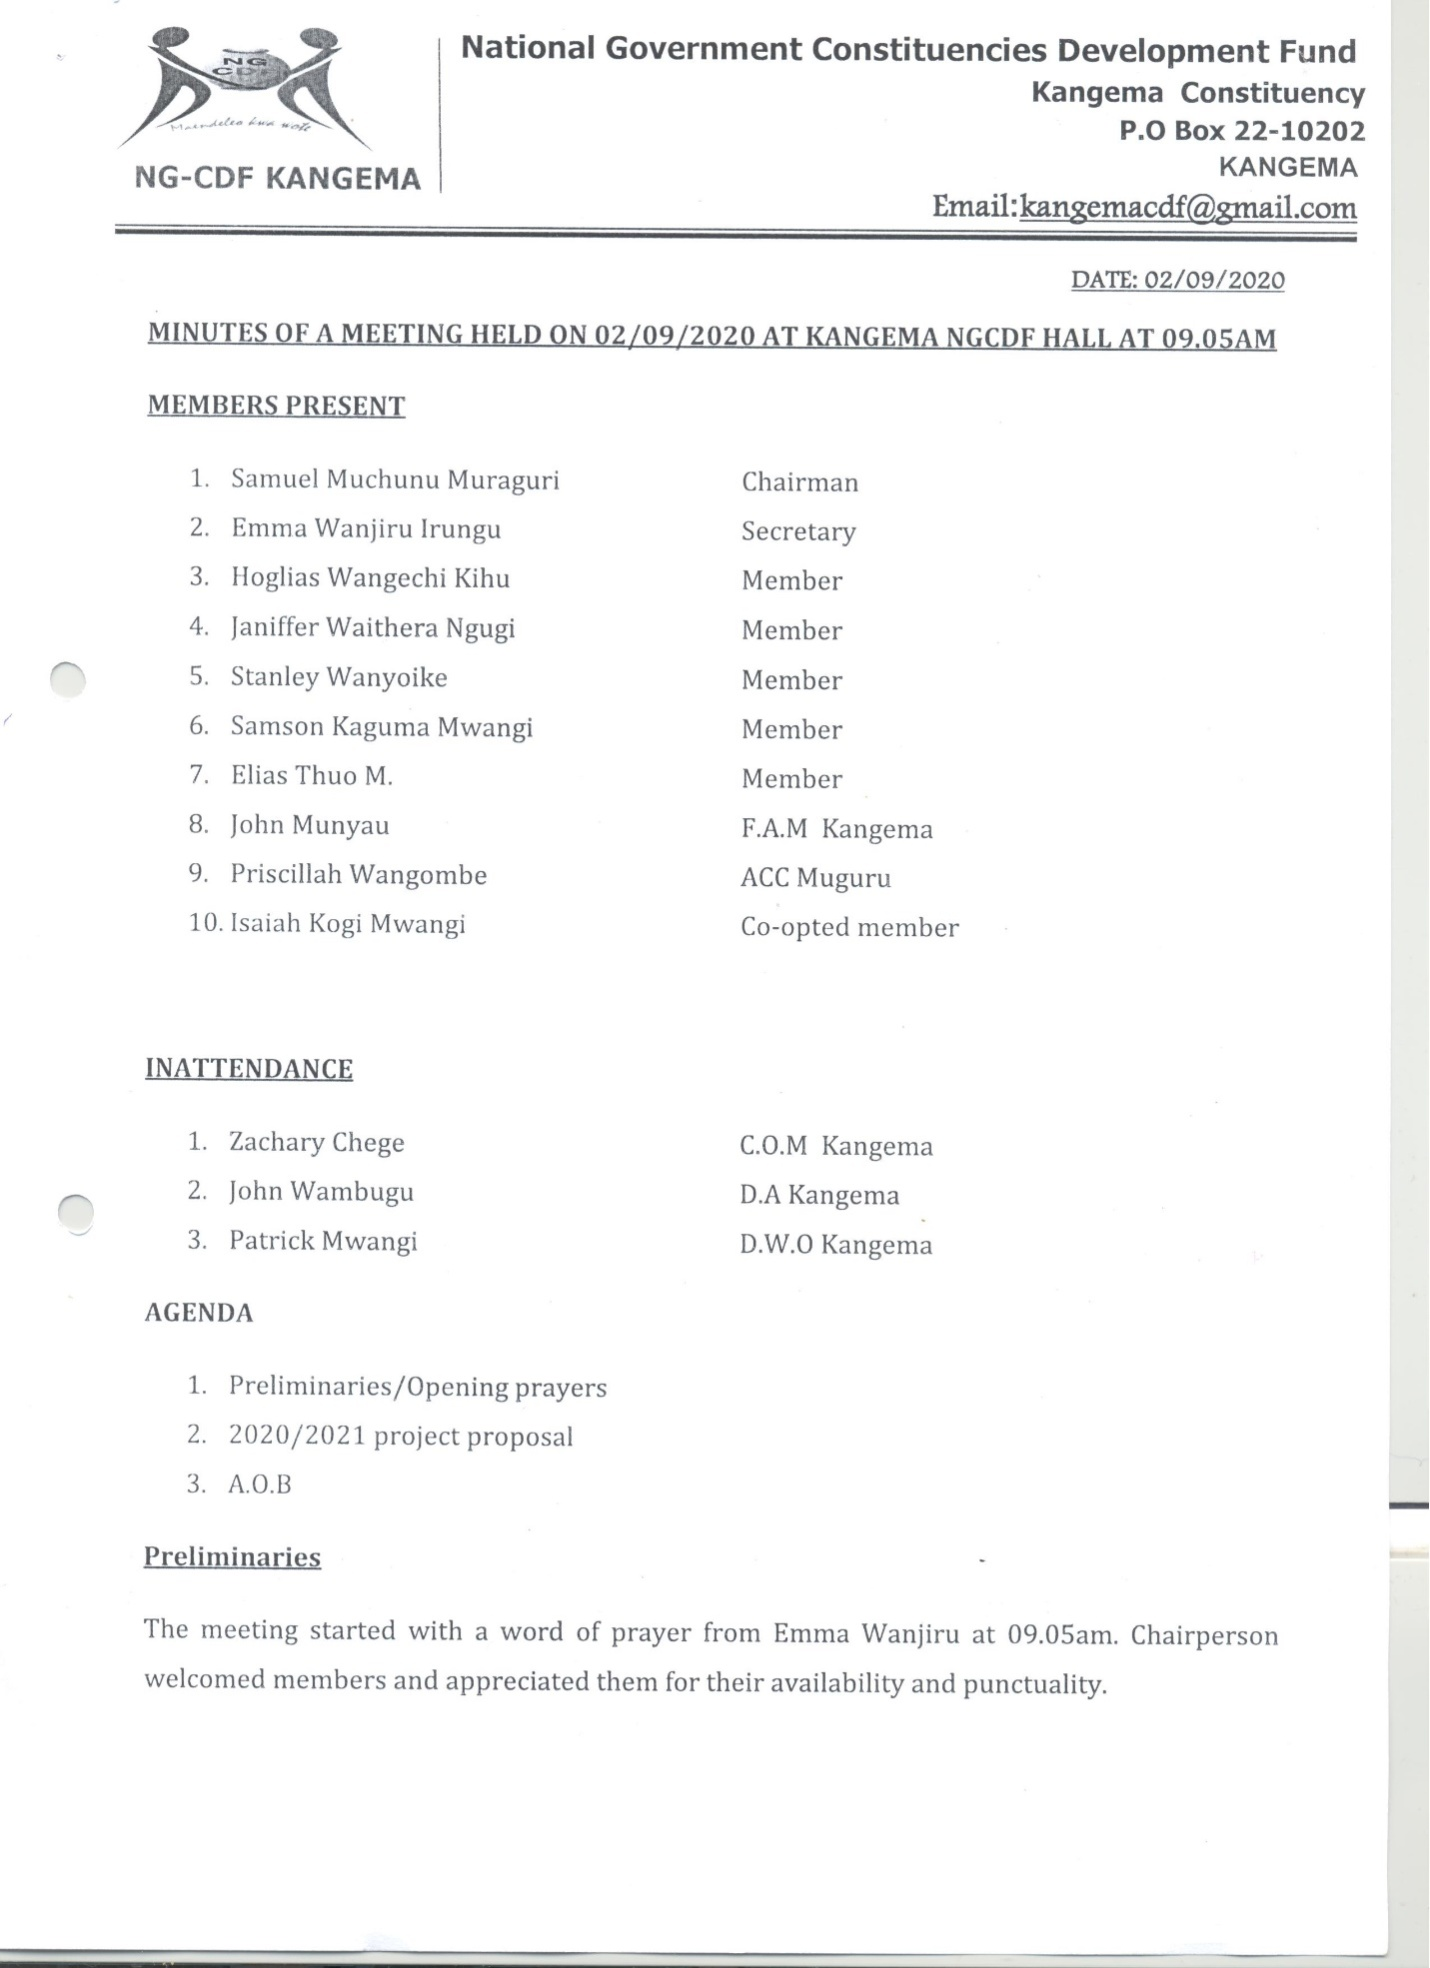 NG
CDF
Maendeleo kwa wote
NG-CDF KANGEMA
National Government Constituencies Development Fund
Kangema Constituency
P.O Box 22-10202
KANGEMA
Email:kangemacdf@gmail.com
DATE: 02/09/2020
MINUTES OF A MEETING HELD ON 02/09/2020 AT KANGEMA NGCDF HALL AT 09.05AM
MEMBERS PRESENT
1. Samuel Muchunu Muraguri Chairman
2. Emma Wanjiru Irungu Secretary
3. Hoglias Wangechi Kihu Member
4. Janiffer Waithera Ngugi Member
5. Stanley Wanyoike Member
6. Samson Kaguma Mwangi Member
7. Elias Thuo M. Member
8. John Munyau F.A.M Kangema
9. Priscillah Wangombe ACC Muguru
10. Isaiah Kogi Mwangi Co-opted member
INATTENDANCE
1. Zachary Chege C.O.M Kangema
2. John Wambugu D.A Kangema
3. Patrick Mwangi D.W.O Kangema
AGENDA
1. Preliminaries/Opening prayers
2. 2020/2021 project proposal
3. A.O.B
Preliminaries
The meeting started with a word of prayer from Emma Wanjiru at 09.05am. Chairperson
welcomed members and appreciated them for their availability and punctuality.